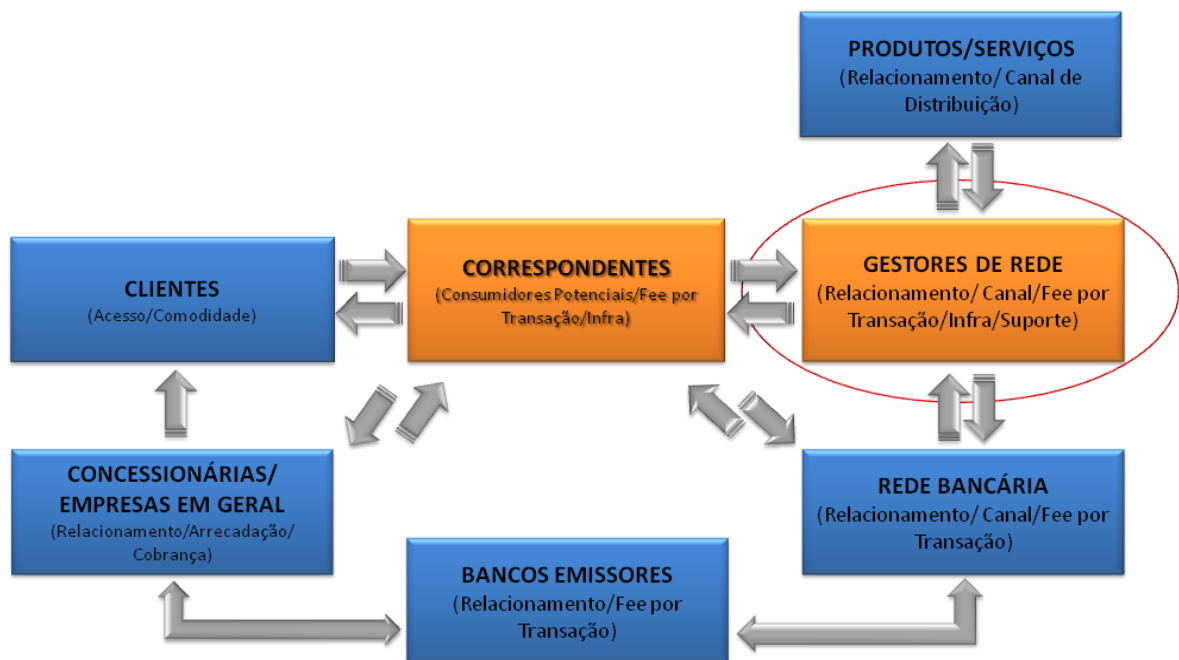 PRODUTOS/SERVIÇOS
(Relacionamento/ Canal de
Distribuição)
CLIENTES
(Acesso/Comodidade)
CORRESPONDENTES
(Consumidores Potenciais/Fee por
Transação/Infra)
GESTORES DE REDE
(Relacionamento/ Canal/Fee por
Transação/Infra/Suporte)
CONCESSIONÁRIAS/
EMPRESAS EM GERAL
(Relacionamento/Arrecadação/
Cobrança)
BANCOS EMISSORES
(Relacionamento/Fee por
Transação)
REDE BANCÁRIA
(Relacionamento/ Canal/Fee por
Transação)